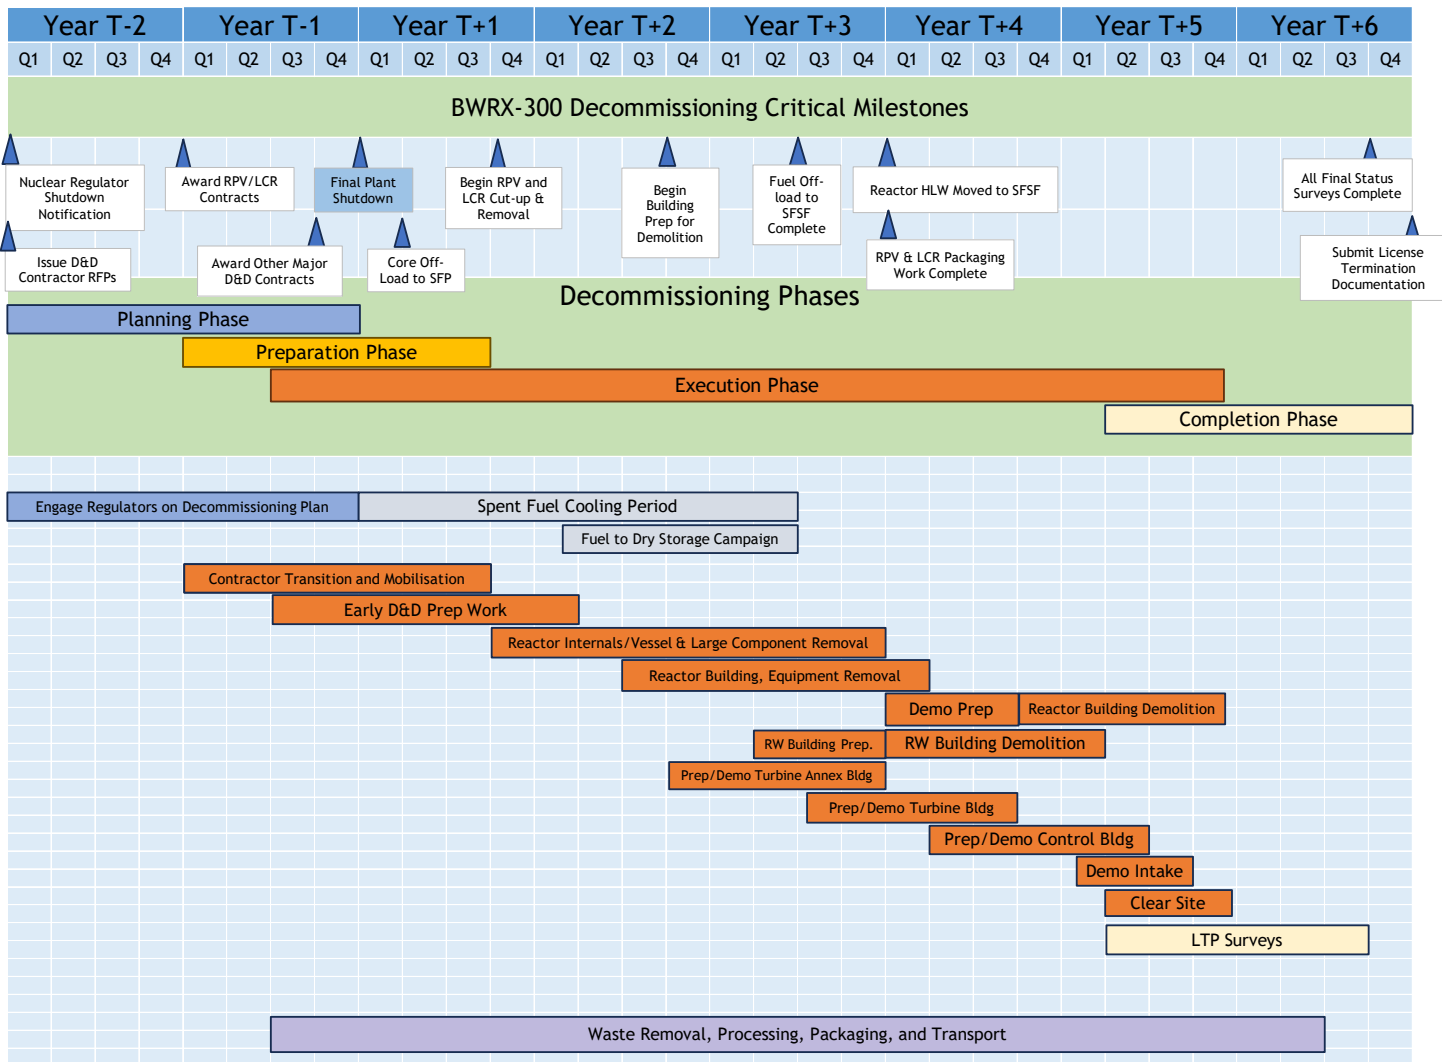 Year T-2 Year T-1 Year T+1 Year T+2 Year T+3 Year T+4 Year T+5 Year T+6
Q1 Q2 Q3 Q4 Q1 Q2 Q3 Q4 Q1 Q2 Q3 Q4 Q1 Q2 Q3 Q4 Q1 Q2 Q3 Q4 Q1 Q2 Q3 Q4 Q1 Q2 Q3 Q4 Q1 Q2 Q3 Q4
BWRX-300 Decommissioning Critical Milestones
Nuclear Regulator
Shutdown
Notification
Award RPV/LCR
Contracts
Final Plant
Shutdown
Begin RPV and
LCR Cut-up &
Removal
Begin
Building
Prep for
Demolition
Fuel Off-
load to
SFSF
Complete
Reactor HLW Moved to SFSF
All Final Status
Surveys Complete
Issue D&D
Contractor RFPs
Award Other Major
D&D Contracts
Core Off-
Load to SFP
RPV & LCR Packaging
Work Complete
Submit License
Termination
Documentation
Decommissioning Phases
Planning Phase
Preparation Phase
Execution Phase
Completion Phase
Engage Regulators on Decommissioning Plan
Spent Fuel Cooling Period
Fuel to Dry Storage Campaign
Contractor Transition and Mobilisation
Early D&D Prep Work
Reactor Internals/Vessel & Large Component Removal
Reactor Building, Equipment Removal
Demo Prep
Reactor Building Demolition
RW Building Prep.
RW Building Demolition
Prep/Demo Turbine Annex Bldg
Prep/Demo Turbine Bldg
Prep/Demo Control Bldg
Demo Intake
Clear Site
LTP Surveys
Waste Removal, Processing, Packaging, and Transport